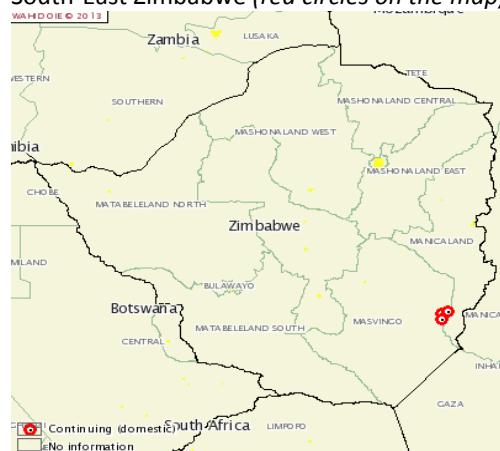 South-East Zimbabwe (red circles on the map)
WAHID OIE © 2013
Zambia
LUSAKA
TETE
SOUTHERN
MASHONALAND CENTRAL
MASHONALAND WEST
MASHONALAND EAST
CHOBE
MATABELELAND NORTH
Zimbabwe
MANICALAND
BULAWAYO
Botswana
MATABELELAND SOUTH
MASVINGO
CENTRAL
GAZA
Continuing (domestic)
South Africa
LIMPOPO
No information